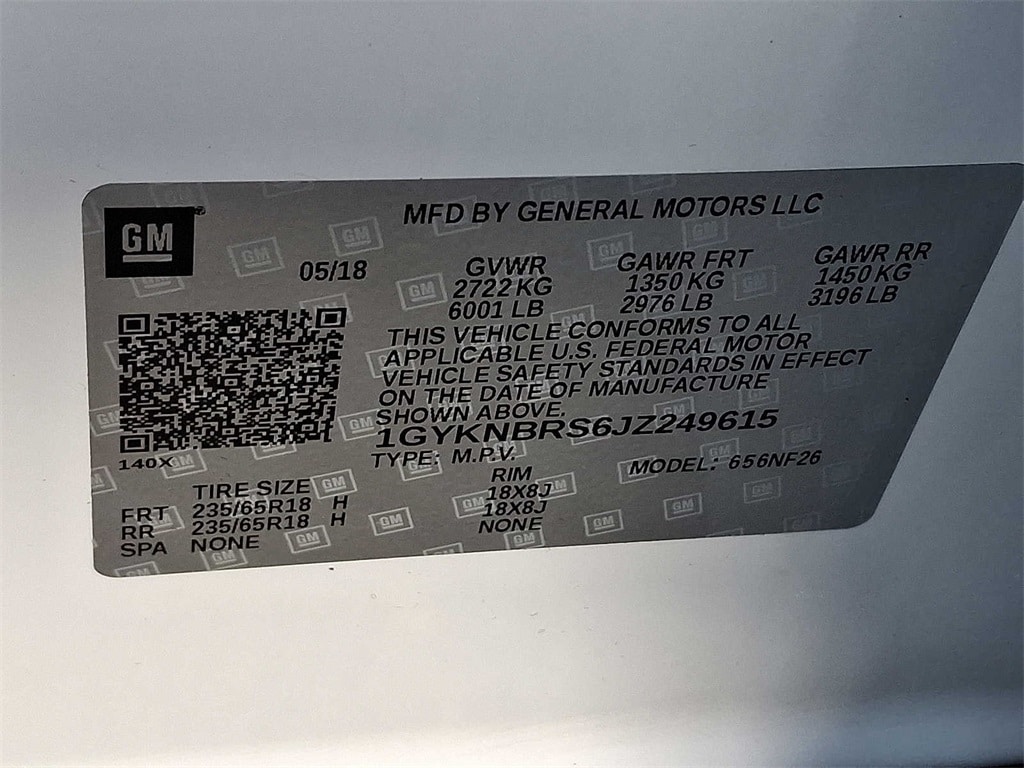 GM
MFD BY GENERAL MOTORS LLC
05/18
GVWR GAWR FRT GAWR RR
2722 KG 1350 KG 1450 KG
6001 LB 2976 LB 3196 LB
THIS VEHICLE CONFORMS TO ALL
APPLICABLE U.S. FEDERAL MOTOR
VEHICLE SAFETY STANDARDS IN EFFECT
ON THE DATE OF MANUFACTURE
SHOWN ABOVE.
1GYKNBRS6JZ249615
140X
TYPE: M.P.V. MODEL: 656NF26
TIRE SIZE RIM
FRT 235/65R18 H 18X8J
RR 235/65R18 H 18X8J
SPA NONE NONE